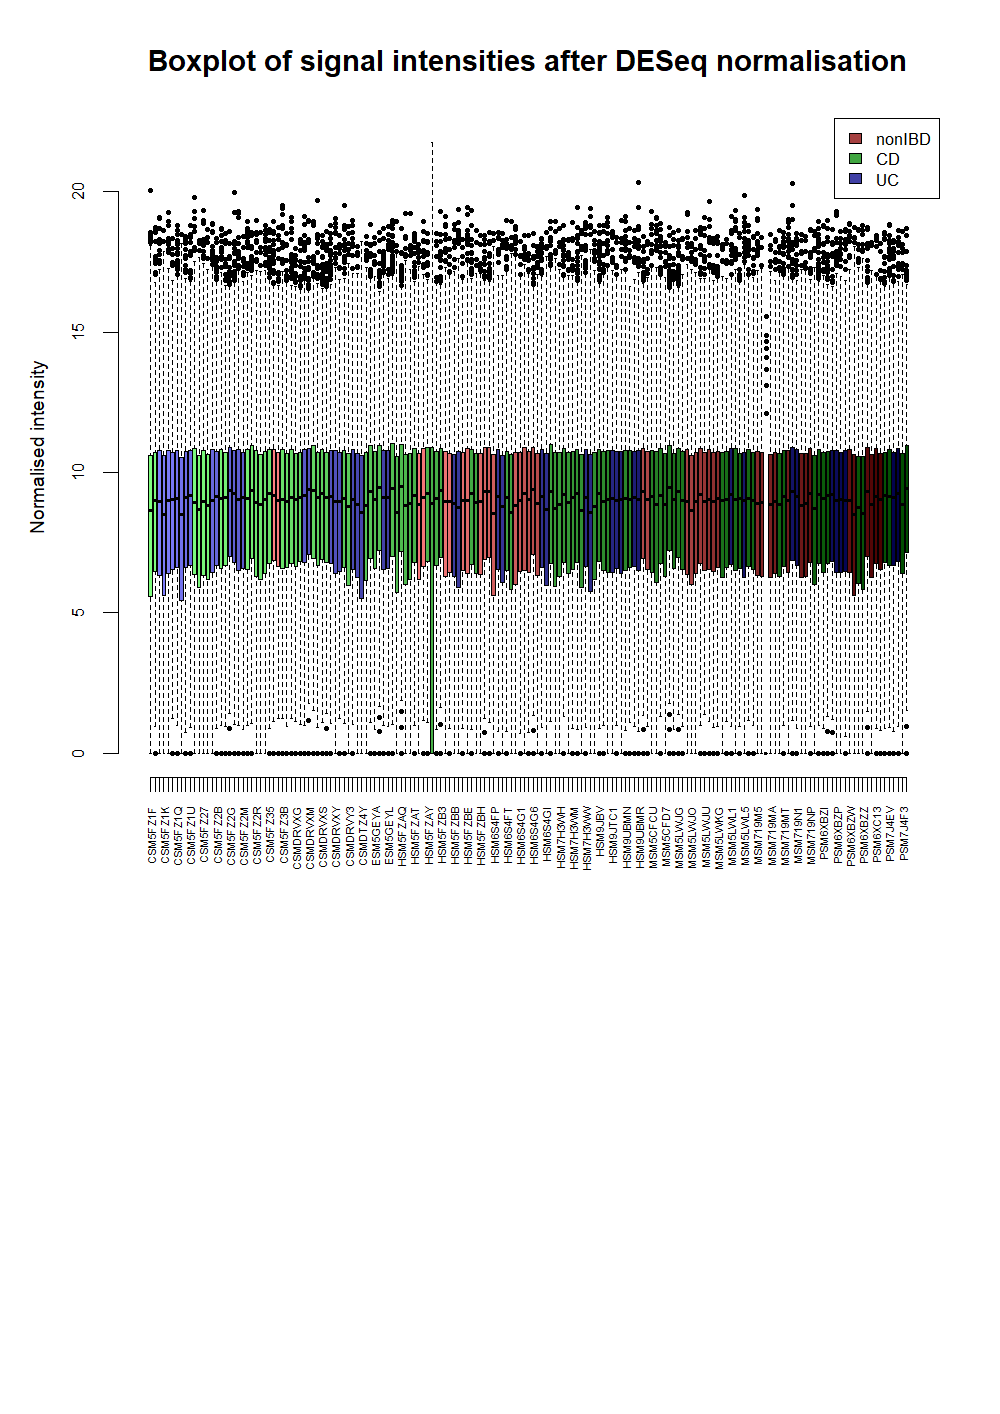 Boxplot of signal intensities after DESeq normalisation
nonIBD
CD
UC
Normalised intensity
20
15
10
5
0
CSM5FZ1F
CSM5FZ1K
CSM5FZ1Q
CSM5FZ1U
CSM5FZ27
CSM5FZ2B
CSM5FZ2G
CSM5FZ2M
CSM5FZ2R
CSM5FZ35
CSM5FZ3B
CSMDRVXG
CSMDRVXM
CSMDRVXS
CSMDRVXY
CSMDRVY3
CSMDTZ4Y
ESM5GEYA
ESM5GEYL
HSM5FZAQ
HSM5FZAT
HSM5FZAY
HSM5FZB3
HSM5FZBB
HSM5FZBE
HSM5FZBH
HSM6S4FP
HSM6S4FT
HSM6S4G1
HSM6S4G6
HSM6S4GI
HSM7H3WH
HSM7H3WM
HSM7H3WW
HSM9JBV
HSM9JTC1
HSM9UBMN
HSM9UBMR
MSM5CFCU
MSM5CFD7
MSM5LWJG
MSM5LWJO
MSM5LWJU
MSM5LWKG
MSM5LWL1
MSM5LWL5
MSM719M5
MSM719MA
MSM719MT
MSM719N1
MSM719NP
PSM6XBZI
PSM6XBZP
PSM6XBZW
PSM6XBZZ
PSM6XC13
PSM7J4EV
PSM7J4F3